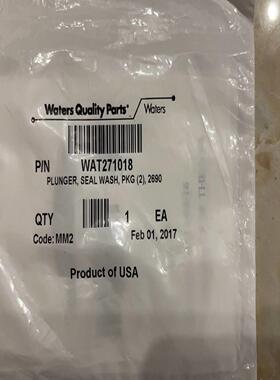 Waters Quality Parts® Waters
P/N WAT271018
PLUNGER, SEAL WASH, PKG (2), 2690
QTY 1 EA
Code: MM2 Feb 01, 2017
Product of USA